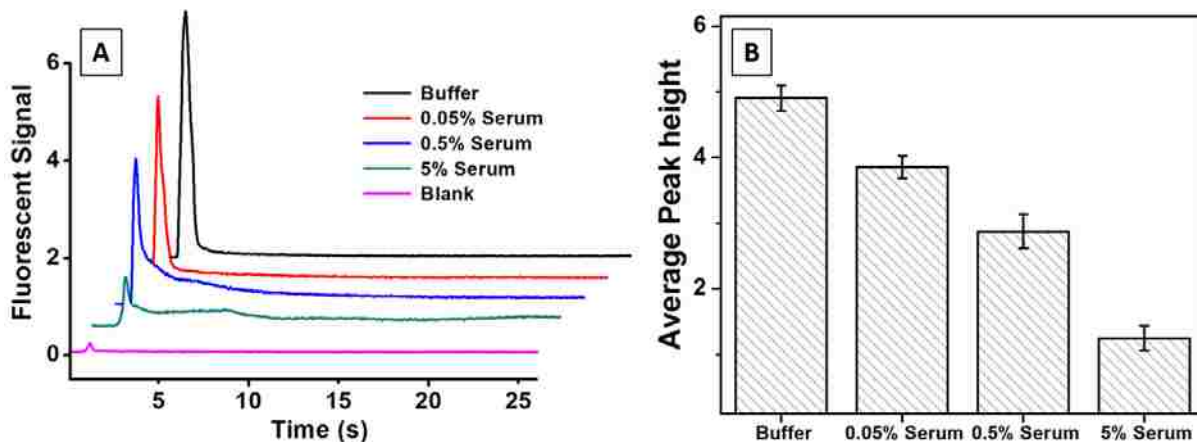 A
6
4
2
0
Fluorescent Signal
Buffer
0.05% Serum
0.5% Serum
5% Serum
Blank
5 10 15 20 25
Time (s)
B
6
4
2
Average Peak height
Buffer 0.05% Serum 0.5% Serum 5% Serum